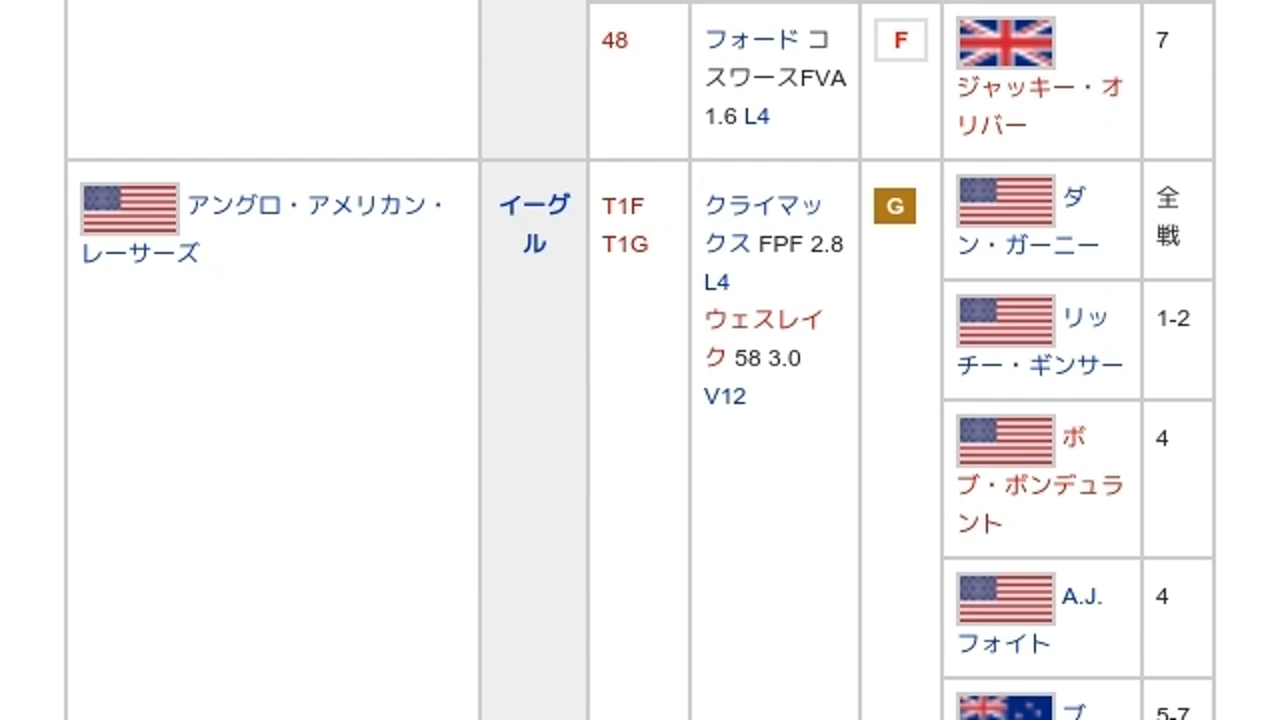 48
フォード コ
スワースFVA
1.6 L4
F
ジャッキー・オ
リバー
7
アングロ・アメリカン・
レーサーズ
イーグ
ル
T1F
T1G
クライマッ
クス FPF 2.8
L4
ウェスレイ
ク 58 3.0
V12
G
ダ
ン・ガーニー
全
戦
リッ
チー・ギンサー
1-2
ボ
ブ・ボンデュラ
ント
4
A.J.
フォイト
4
ブ
5-7